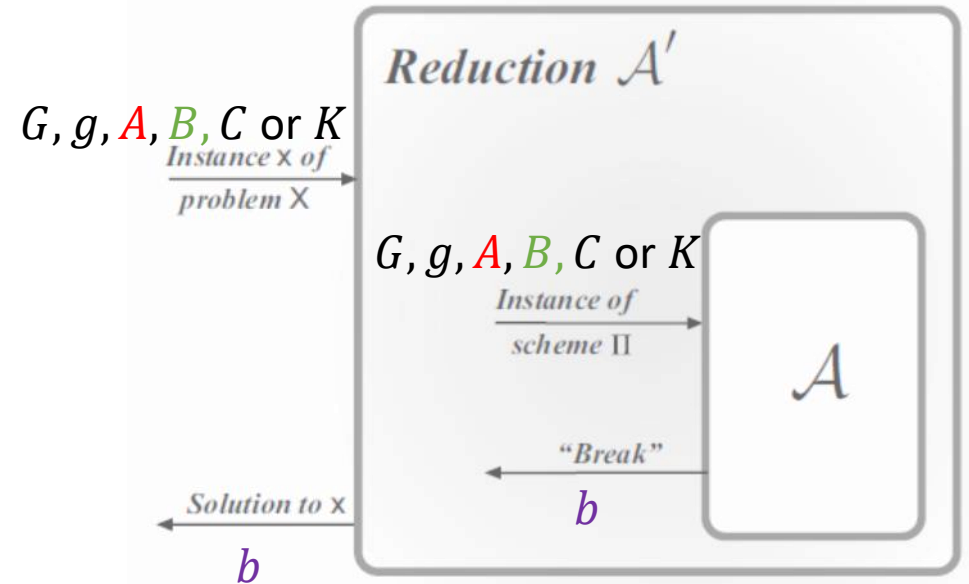 Reduction 𝒜′
G, g, A, B, C or K
Instance x of
problem X
G, g, A, B, C or K
Instance of
scheme Π
𝒜
“Break”
b
Solution to x
b